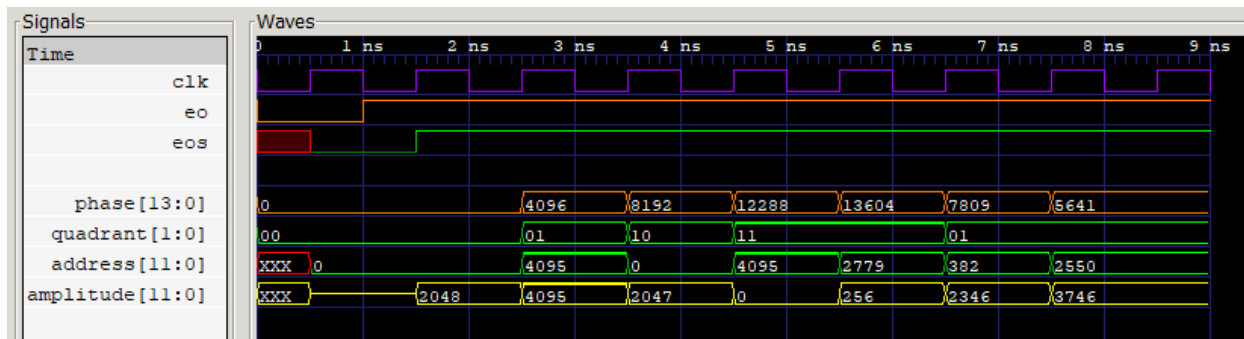 Signals Waves
Time 0 1 ns 2 ns 3 ns 4 ns 5 ns 6 ns 7 ns 8 ns 9 ns
clk
eo
eos
phase[13:0] 0 4096 8192 12288 13604 7809 5641
quadrant[1:0] 00 01 10 11 01
address[11:0] XXX 0 4095 0 4095 2779 382 2550
amplitude[11:0] XXX 2048 4095 2047 0 256 2346 3746